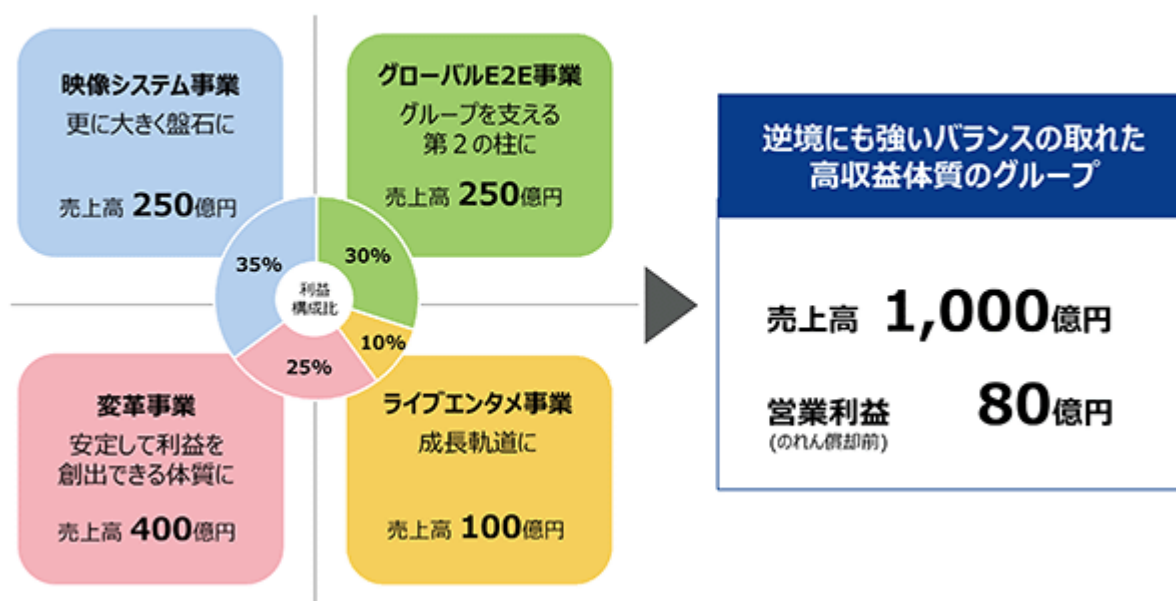 映像システム事業
更に大きく盤石に
売上高 250億円
グローバルE2E事業
グループを支える
第2の柱に
売上高 250億円
35%
30%
利益
構成比
25%
10%
変革事業
安定して利益を
創出できる体質に
売上高 400億円
ライブエンタメ事業
成長軌道に
売上高 100億円
逆境にも強いバランスの取れた
高収益体質のグループ
売上高 1,000億円
営業利益 80億円
(のれん償却前)